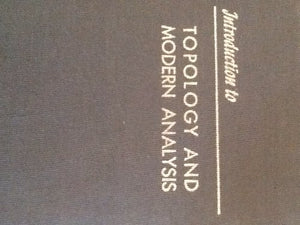 Introduction to
TOPOLOGY AND
MODERN ANALYSIS